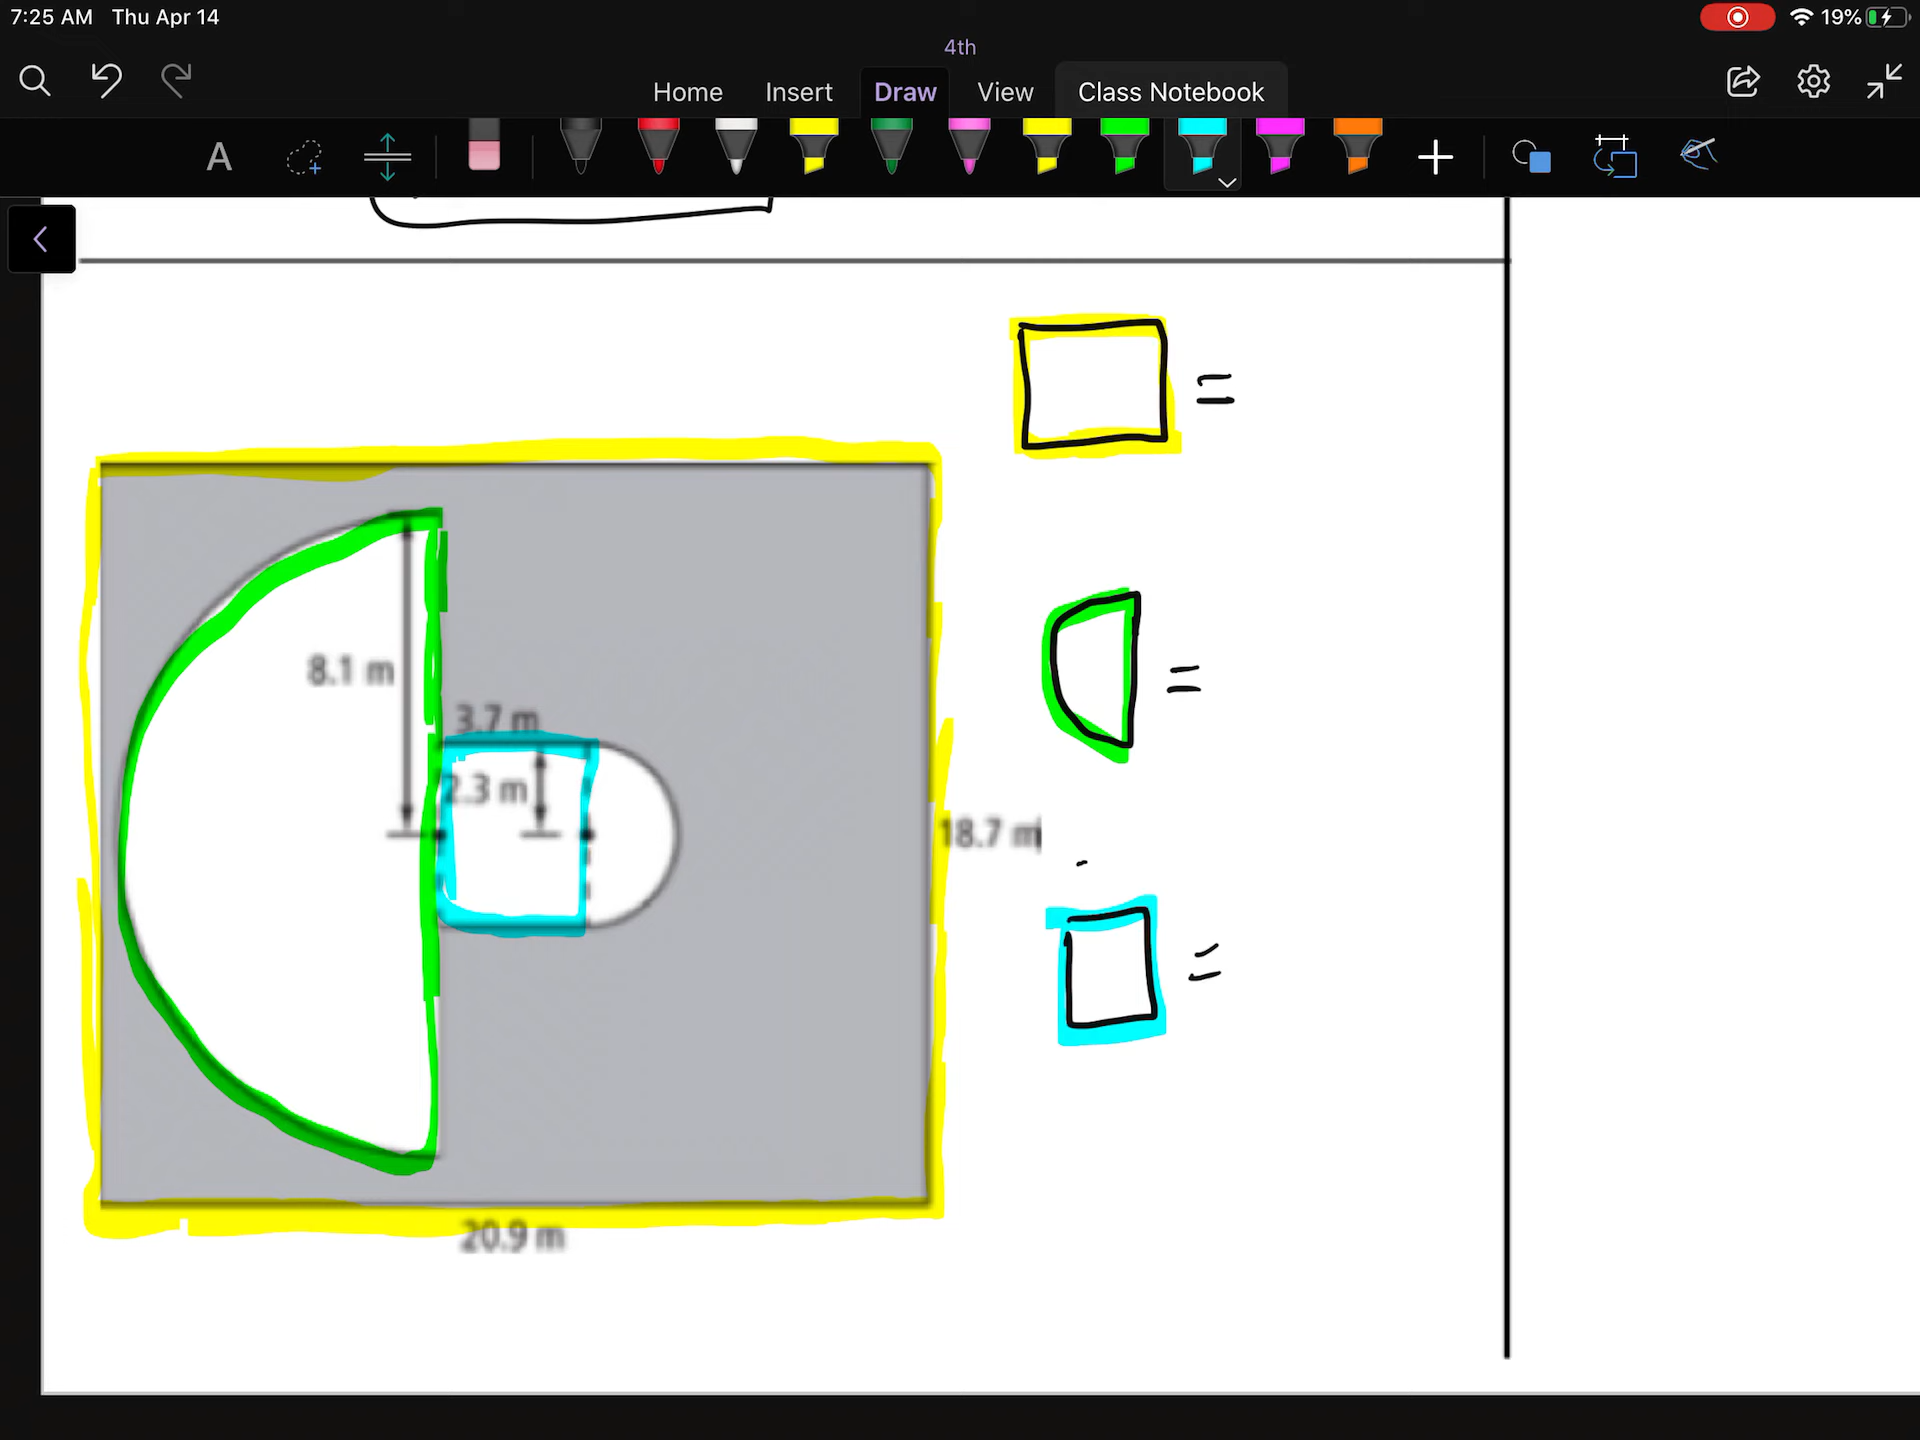 7:25 AM Thu Apr 14
19%
4th
Home Insert Draw View Class Notebook
A
=
8.1 m
=
3.7 m
2.3 m
18.7 m
=
20.9 m